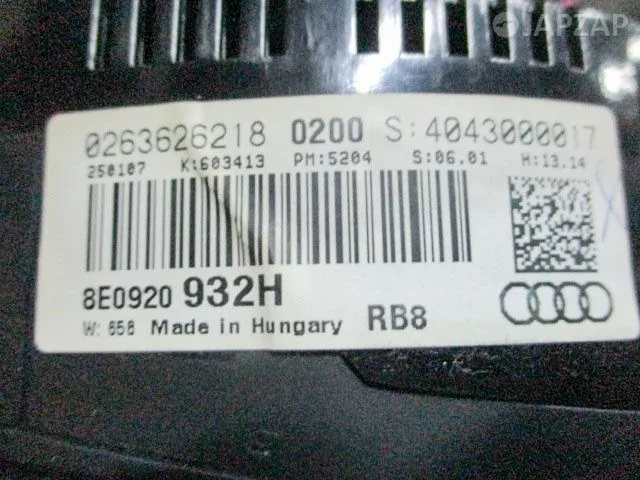 JAPZAP
0263626218 0200 S:4043000017
250107 K:603413 PM:5204 S:06.01 H:13.14
8E0920 932H
W: 658 Made in Hungary RB8